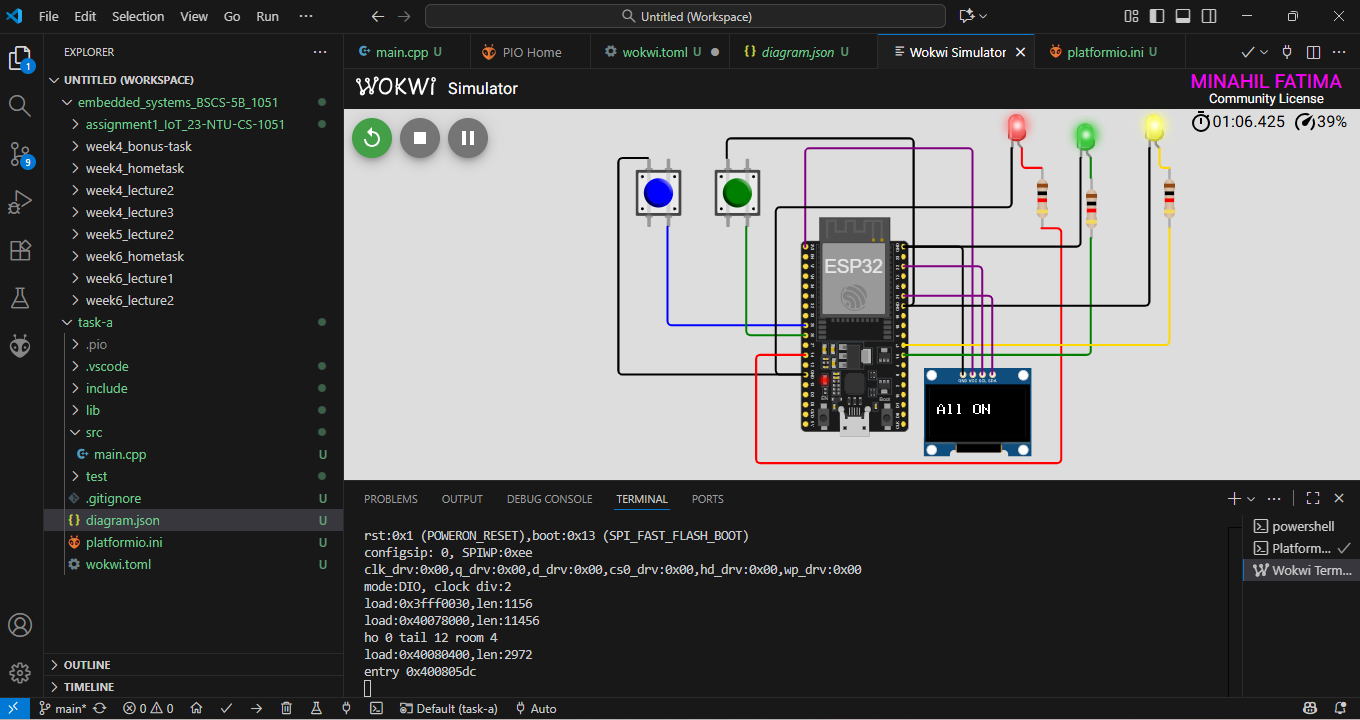 File Edit Selection View Go Run ··· Untitled (Workspace)
EXPLORER
UNTITLED (WORKSPACE)
embedded_systems_BSCS-5B_1051
assignment1_IoT_23-NTU-CS-1051
week4_bonus-task
week4_hometask
week4_lecture2
week4_lecture3
week5_lecture2
week6_hometask
week6_lecture1
week6_lecture2
task-a
.pio
.vscode
include
lib
src
main.cpp U
test
.gitignore U
diagram.json U
platformio.ini U
wokwi.toml U
OUTLINE
TIMELINE
1
9
main.cpp U PIO Home wokwi.toml U diagram.json U Wokwi Simulator platformio.ini U
WOKWI Simulator
MINAHIL FATIMA
Community License
01:06.425 39%
ESP32
GND VCC SCL SDA
All ON
PROBLEMS OUTPUT DEBUG CONSOLE TERMINAL PORTS
rst:0x1 (POWERON_RESET),boot:0x13 (SPI_FAST_FLASH_BOOT)
configsip: 0, SPIWP:0xee
clk_drv:0x00,q_drv:0x00,d_drv:0x00,cs0_drv:0x00,hd_drv:0x00,wp_drv:0x00
mode:DIO, clock div:2
load:0x3fff0030,len:1156
load:0x40078000,len:11456
ho 0 tail 12 room 4
load:0x40080400,len:2972
entry 0x400805dc
powershell
Platform...
Wokwi Term...
main* 0 0 Default (task-a) Auto